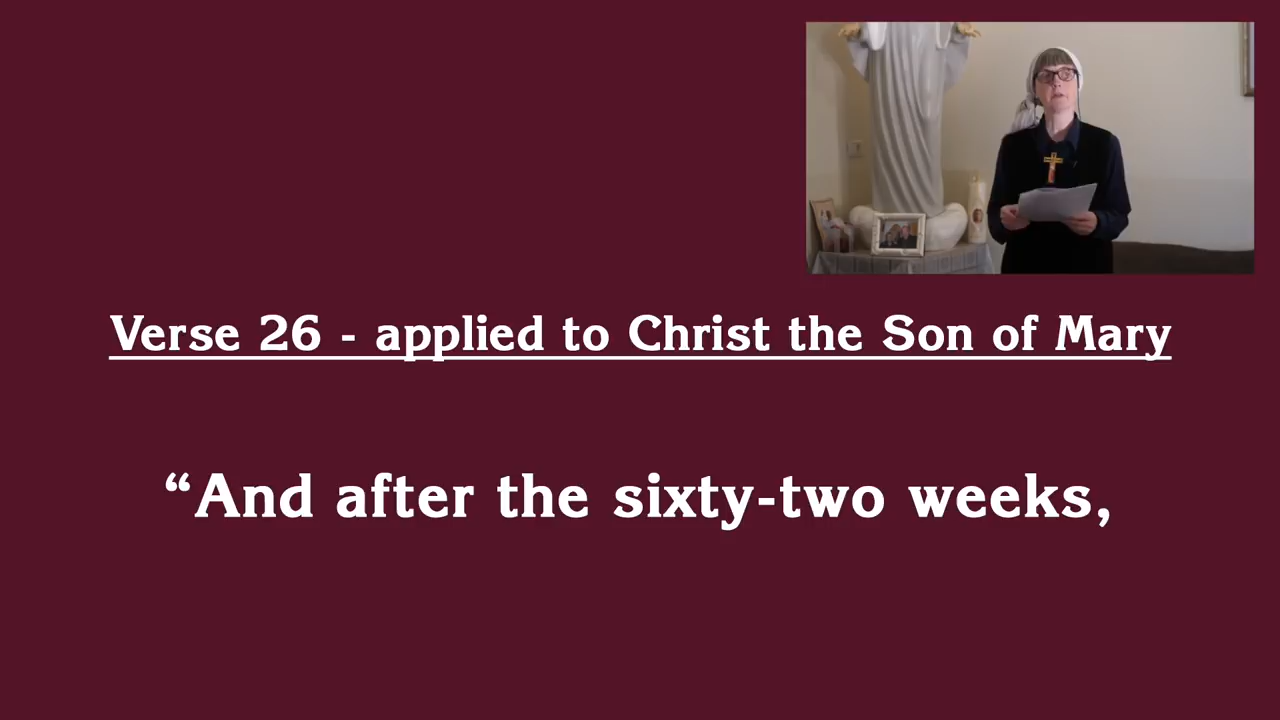 Verse 26 - applied to Christ the Son of Mary
“And after the sixty-two weeks,